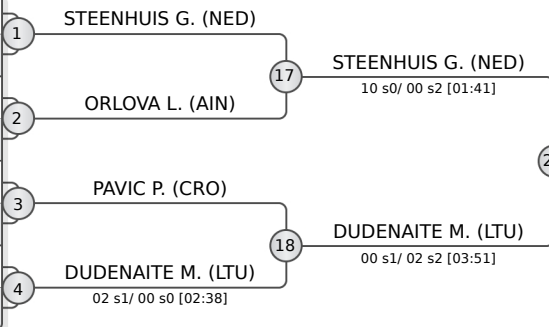 STEENHUIS G. (NED)
1
17
STEENHUIS G. (NED)
10 s0/ 00 s2 [01:41]
ORLOVA L. (AIN)
2
PAVIC P. (CRO)
3
18
DUDENAITE M. (LTU)
00 s1/ 02 s2 [03:51]
DUDENAITE M. (LTU)
4
02 s1/ 00 s0 [02:38]